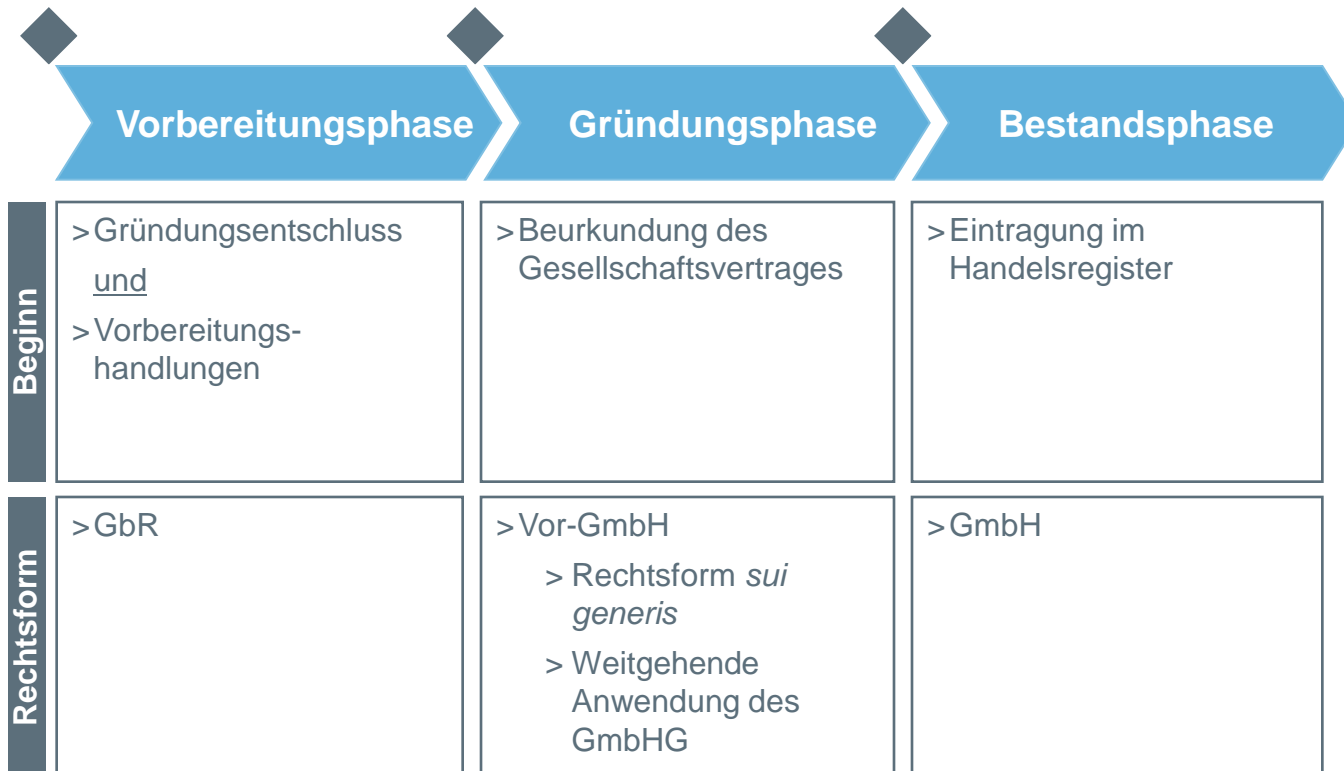 Vorbereitungsphase
Gründungsphase
Bestandsphase
Beginn
>Gründungsentschluss
und
>Vorbereitungs-
handlungen
>Beurkundung des
Gesellschaftsvertrages
>Eintragung im
Handelsregister
Rechtsform
>GbR
>Vor-GmbH
> Rechtsform sui
generis
> Weitgehende
Anwendung des
GmbHG
>GmbH